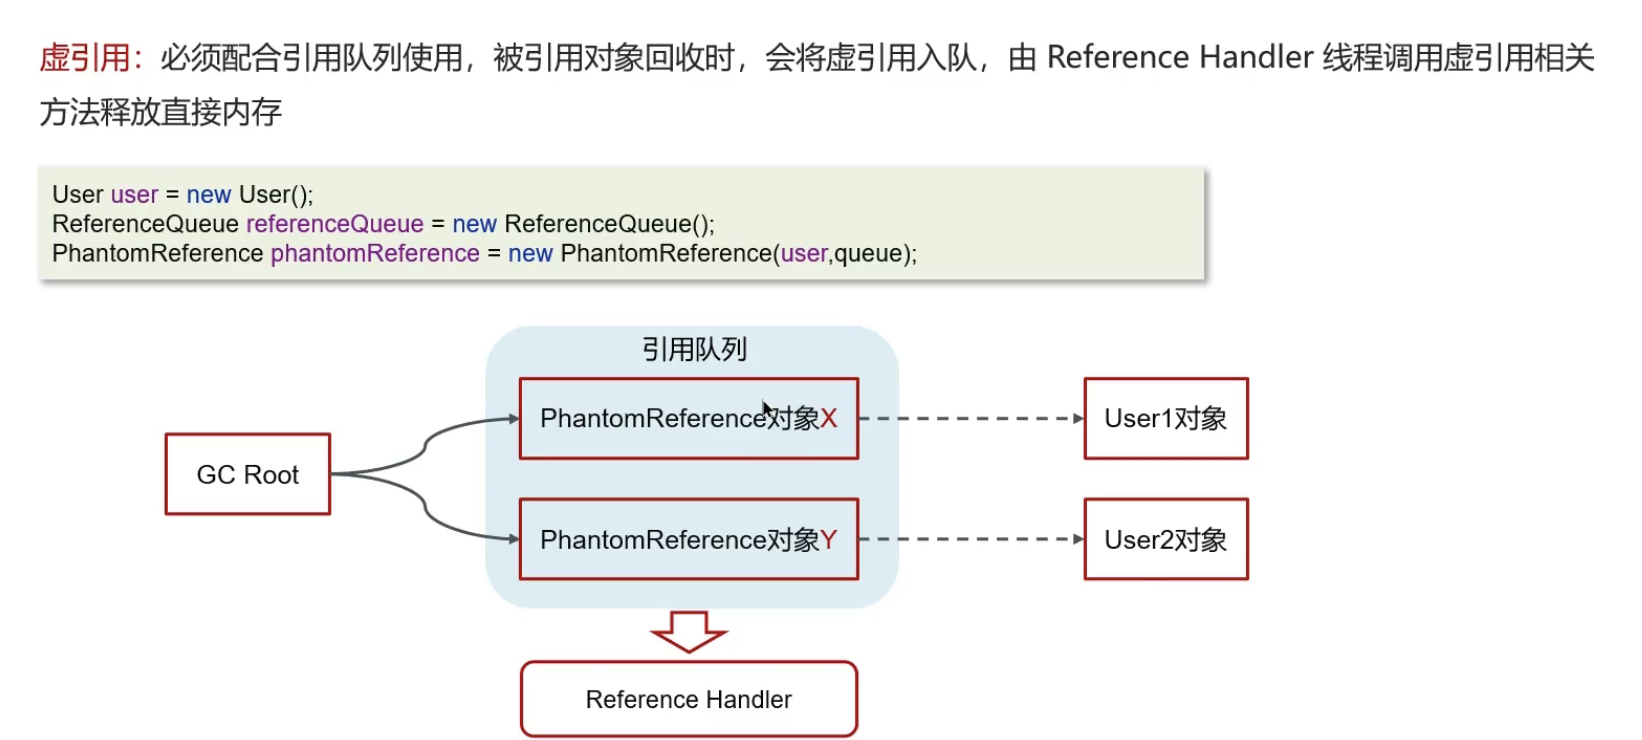 虚引用：必须配合引用队列使用，被引用对象回收时，会将虚引用入队，由 Reference Handler 线程调用虚引用相关
方法释放直接内存
User user = new User();
ReferenceQueue referenceQueue = new ReferenceQueue();
PhantomReference phantomReference = new PhantomReference(user,queue);
引用队列
PhantomReference对象X
User1对象
GC Root
PhantomReference对象Y
User2对象
Reference Handler